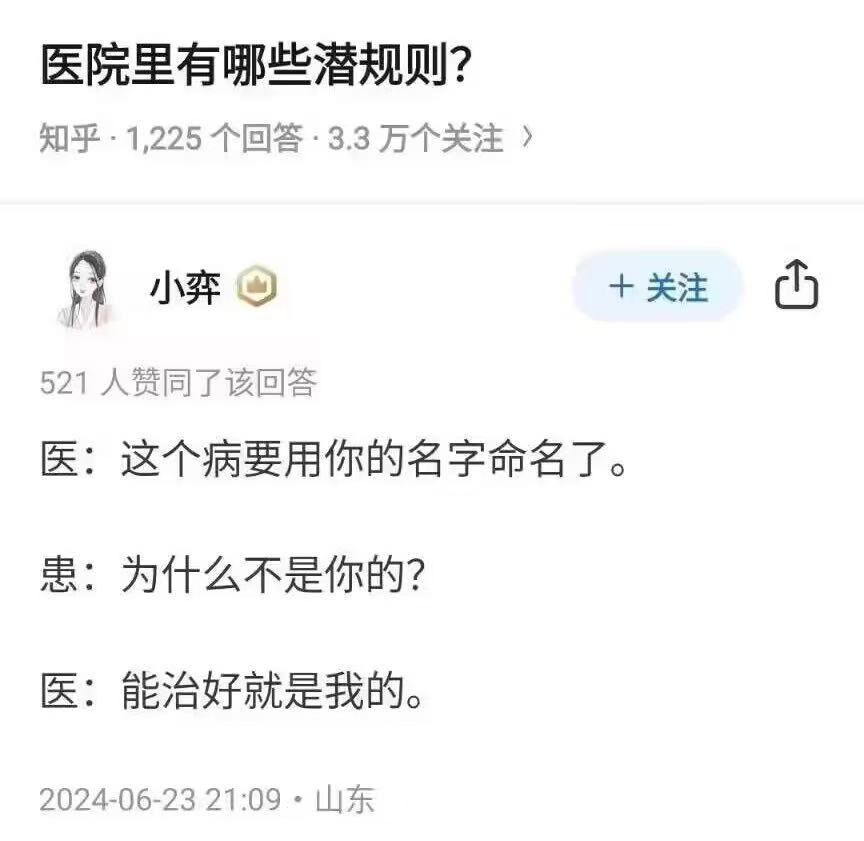 医院里有哪些潜规则?
知乎 · 1,225 个回答 · 3.3 万个关注 〉
小弈 + 关注
521 人赞同了该回答
医：这个病要用你的名字命名了。
患：为什么不是你的?
医：能治好就是我的。
2024-06-23 21:09 · 山东